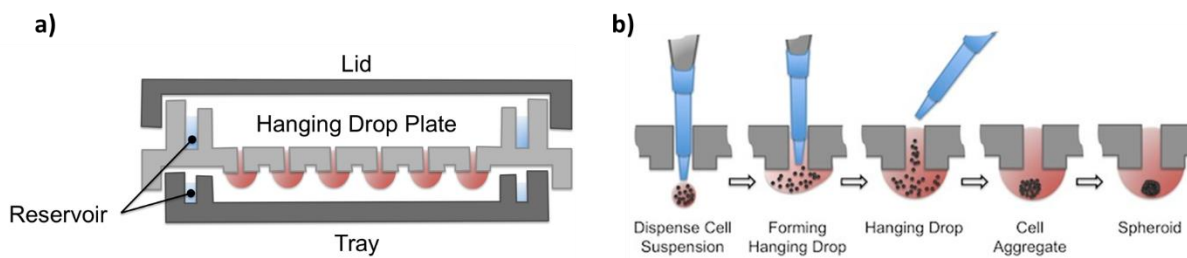 a)
Lid
Hanging Drop Plate
Reservoir
Tray
b)
Dispense Cell
Suspension
Forming
Hanging Drop
Hanging Drop
Cell
Aggregate
Spheroid